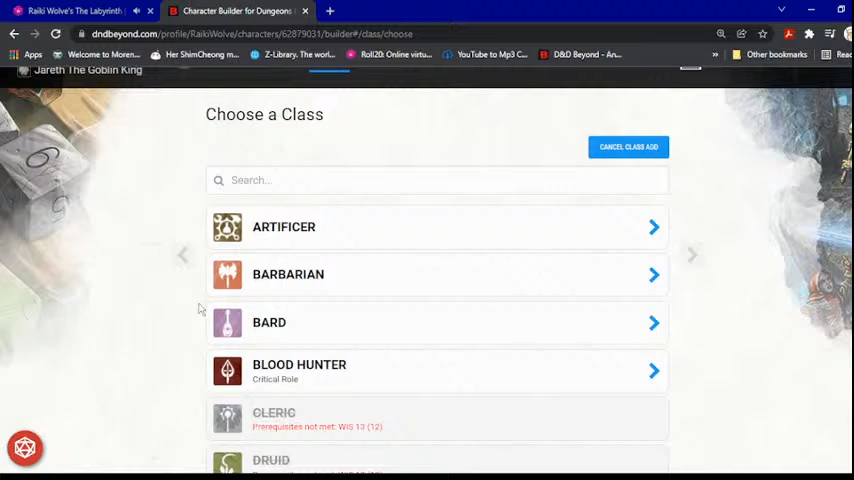 Raiki Wolve's The Labyrinth
Character Builder for Dungeons
dndbeyond.com/profile/RaikiWolve/characters/62879031/builder#/class/choose
Apps
Welcome to Moren...
Her ShimCheong m...
Z-Library. The worl...
Roll20: Online virtu...
YouTube to Mp3 C...
D&D Beyond - An...
»
Other bookmarks
Jareth The Goblin King
Choose a Class
CANCEL CLASS ADD
Search...
ARTIFICER
BARBARIAN
BARD
BLOOD HUNTER
Critical Role
CLERIC
Prerequisites not met: WIS 13 (12)
DRUID